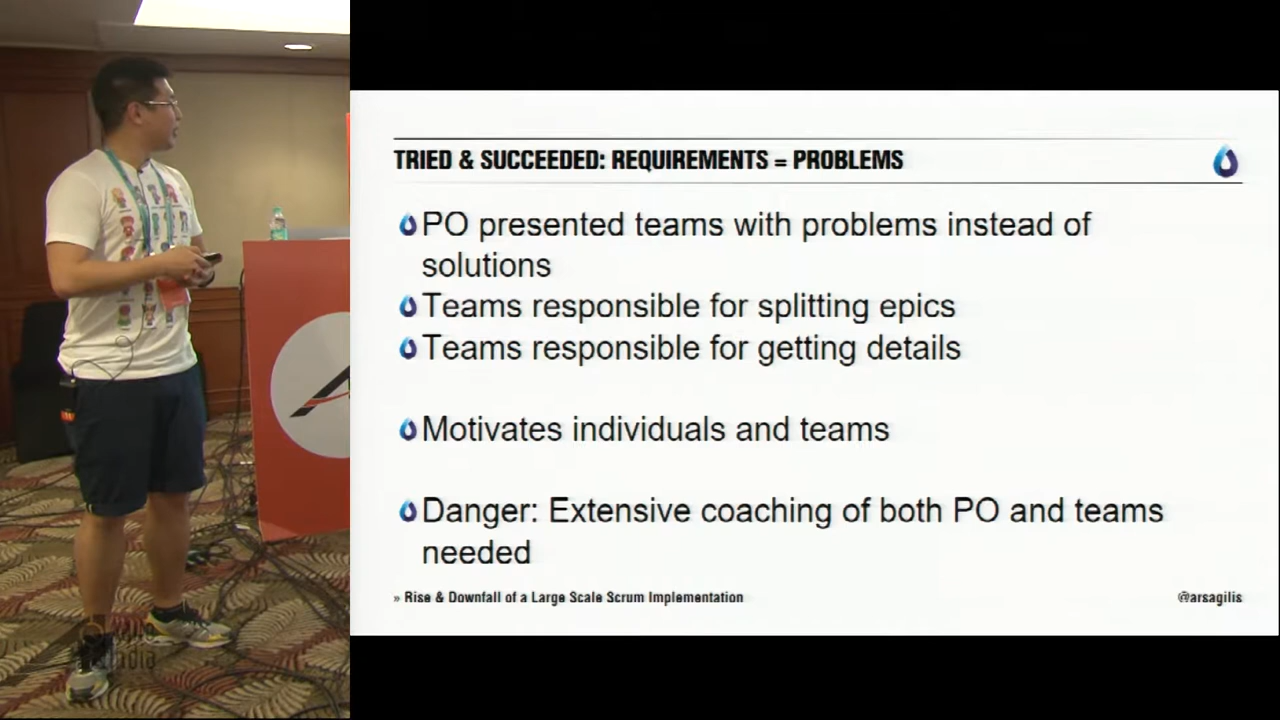 TRIED & SUCCEEDED: REQUIREMENTS = PROBLEMS
PO presented teams with problems instead of
solutions
Teams responsible for splitting epics
Teams responsible for getting details
Motivates individuals and teams
Danger: Extensive coaching of both PO and teams
needed
» Rise & Downfall of a Large Scale Scrum Implementation
@arsagilis
India